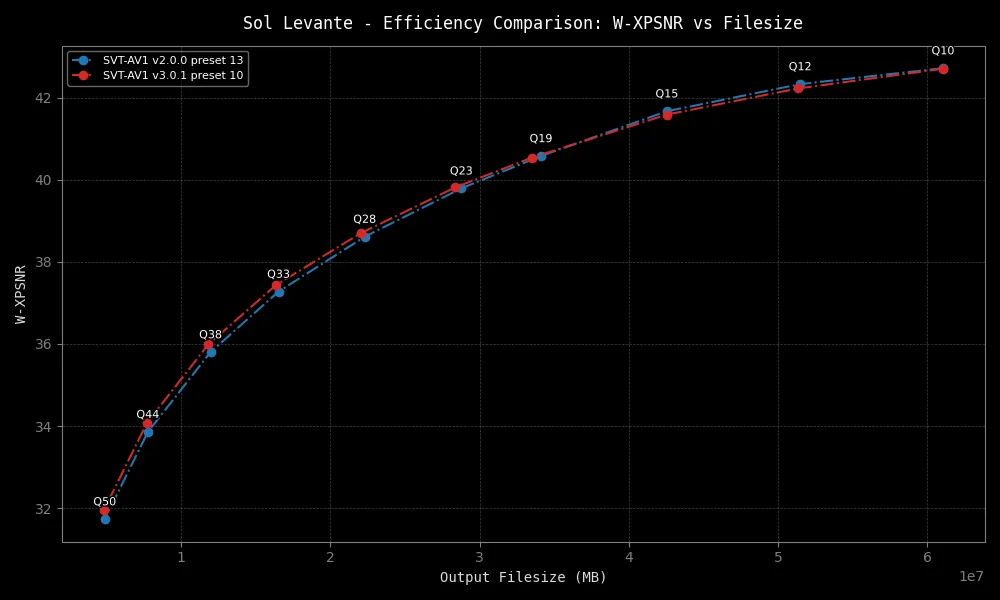 Sol Levante - Efficiency Comparison: W-XPSNR vs Filesize
SVT-AV1 v2.0.0 preset 13
SVT-AV1 v3.0.1 preset 10
Q10
Q12
Q15
Q19
Q23
Q28
Q33
Q38
Q44
Q50
42
40
38
36
34
32
W-XPSNR
1 2 3 4 5 6
1e7
Output Filesize (MB)